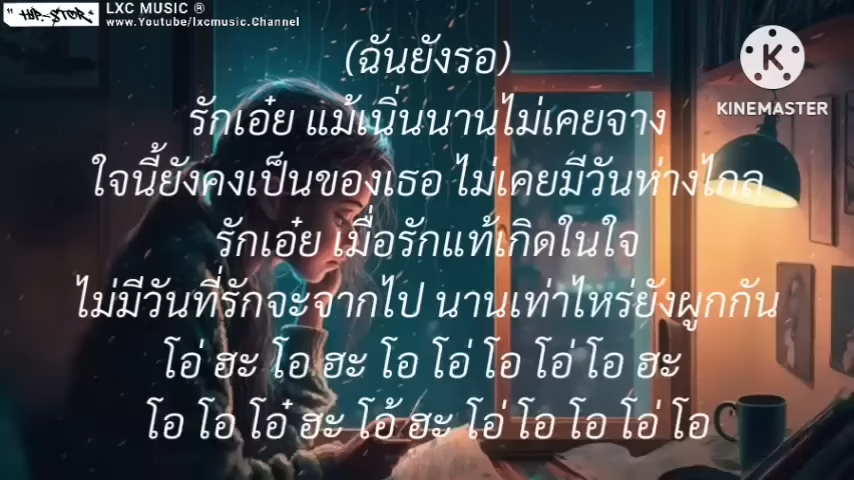 HIP-STOR
LXC MUSIC ®
www.Youtube/lxcmusic.Channel
KINEMASTER
(ฉันยังรอ)
รักเอ๋ย แม้เนิ่นนานไม่เคยจาง
ใจนี้ยังคงเป็นของเธอ ไม่เคยมีวันห่างไกล
รักเอ๋ย เมื่อรักแท้เกิดในใจ
ไม่มีวันที่รักจะจากไป นานเท่าไหร่ยังผูกกัน
โอ่ ฮะ โอ ฮะ โอ โอ่ โอ โอ่ โอ ฮะ
โอ โอ โอ๋ ฮะ โอ้ ฮะ โอ่ โอ โอ โอ่ โอ